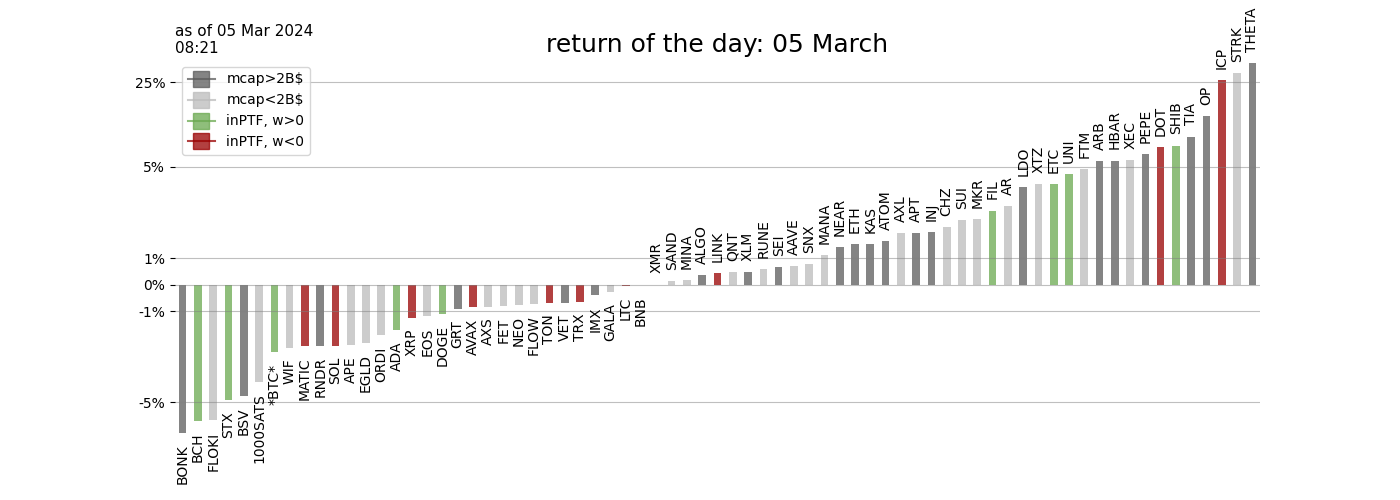 as of 05 Mar 2024
08:21
return of the day: 05 March
mcap>2B$
mcap<2B$
inPTF, w>0
inPTF, w<0
25%
5%
1%
0%
-1%
-5%
BONK
BCH
FLOKI
STX
BSV
1000SATS
*BTC*
WIF
MATIC
RNDR
SOL
APE
EGLD
ORDI
ADA
XRP
EOS
DOGE
GRT
AVAX
AXS
FET
NEO
FLOW
TON
VET
TRX
IMX
GALA
LTC
BNB
XMR
SAND
MINA
ALGO
LINK
QNT
XLM
RUNE
SEI
AAVE
SNX
MANA
NEAR
ETH
KAS
ATOM
AXL
APT
INJ
CHZ
SUI
MKR
FIL
AR
LDO
XTZ
ETC
UNI
FTM
ARB
HBAR
XEC
PEPE
DOT
SHIB
TIA
OP
ICP
STRK
THETA